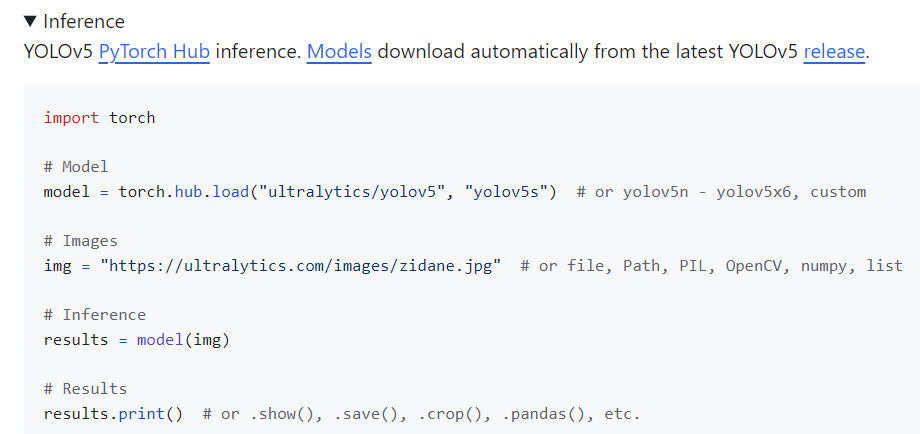 ▼ Inference
YOLOv5 PyTorch Hub inference. Models download automatically from the latest YOLOv5 release.
import torch
# Model
model = torch.hub.load("ultralytics/yolov5", "yolov5s")  # or yolov5n - yolov5x6, custom
# Images
img = "https://ultralytics.com/images/zidane.jpg"  # or file, Path, PIL, OpenCV, numpy, list
# Inference
results = model(img)
# Results
results.print()  # or .show(), .save(), .crop(), .pandas(), etc.